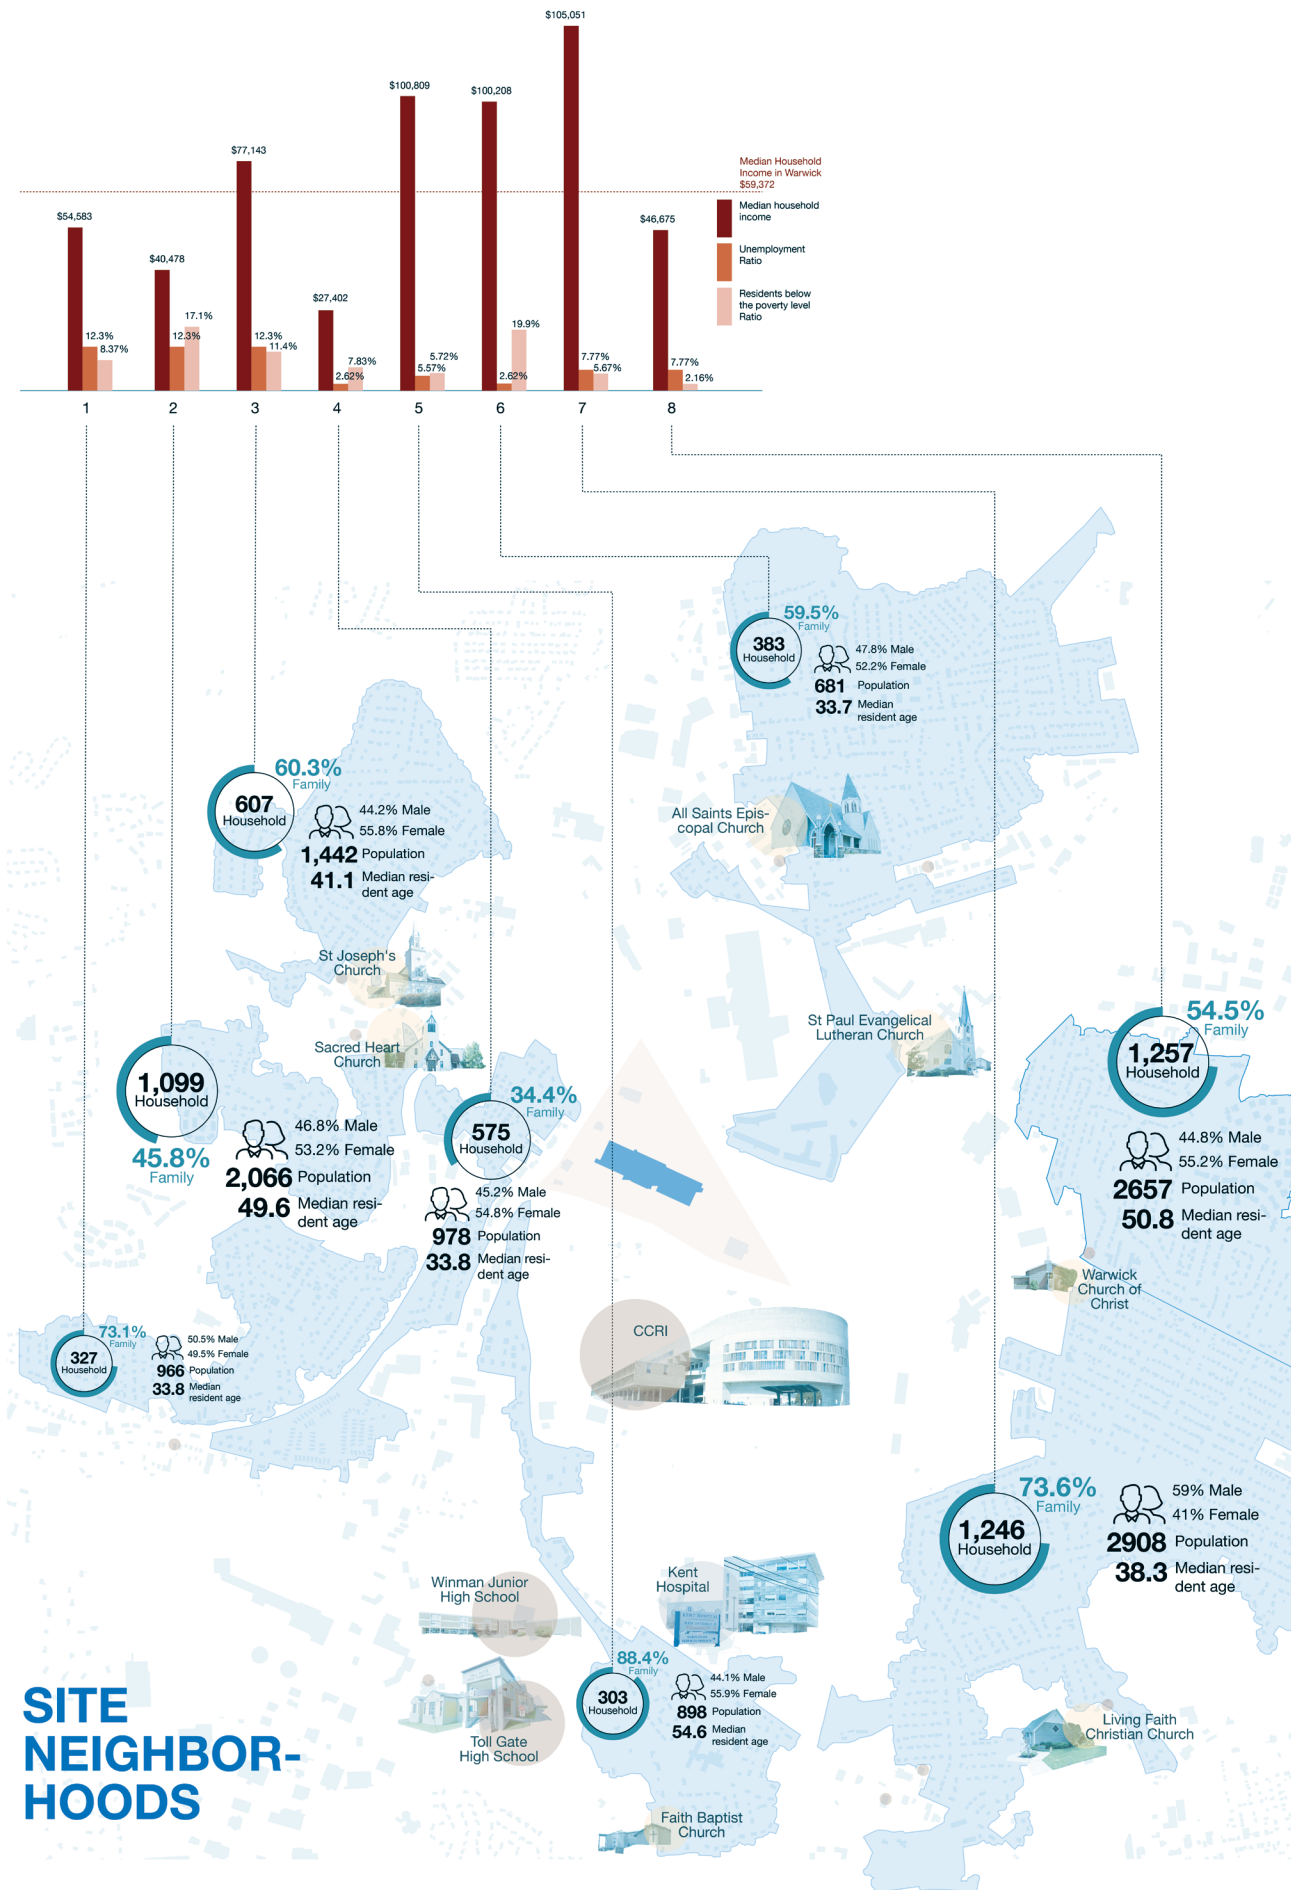 $105,051
$100,809
$100,208
$77,143
Median Household
Income in Warwick
$59,372
Median household
income
$54,583
$46,675
Unemployment
Ratio
$40,478
Residents below
the poverty level
Ratio
$27,402
17.1%
19.9%
12.3%
8.37%
12.3%
12.3%
11.4%
7.83%
2.62%
5.72%
5.57%
2.62%
7.77%
5.67%
7.77%
2.16%
1
2
3
4
5
6
7
8
59.5%
Family
383
Household
47.8% Male
52.2% Female
681 Population
33.7 Median
resident age
60.3%
Family
607
Household
44.2% Male
55.8% Female
1,442 Population
41.1 Median resi-
dent age
All Saints Epis-
copal Church
St Joseph's
Church
Sacred Heart
Church
St Paul Evangelical
Lutheran Church
54.5%
Family
1,257
Household
44.8% Male
55.2% Female
2657 Population
50.8 Median resi-
dent age
1,099
Household
45.8%
Family
46.8% Male
53.2% Female
2,066 Population
49.6 Median resi-
dent age
34.4%
Family
575
Household
45.2% Male
54.8% Female
978 Population
33.8 Median resi-
dent age
Warwick
Church of
Christ
73.1%
Family
327
Household
50.5% Male
49.5% Female
966 Population
33.8 Median
resident age
CCRI
73.6%
Family
1,246
Household
59% Male
41% Female
2908 Population
38.3 Median resi-
dent age
Winman Junior
High School
Kent
Hospital
KENT HOSPITAL
88.4%
Family
303
Household
44.1% Male
55.9% Female
898 Population
54.6 Median
resident age
Toll Gate
High School
Living Faith
Christian Church
Faith Baptist
Church
SITE
NEIGHBOR-
HOODS